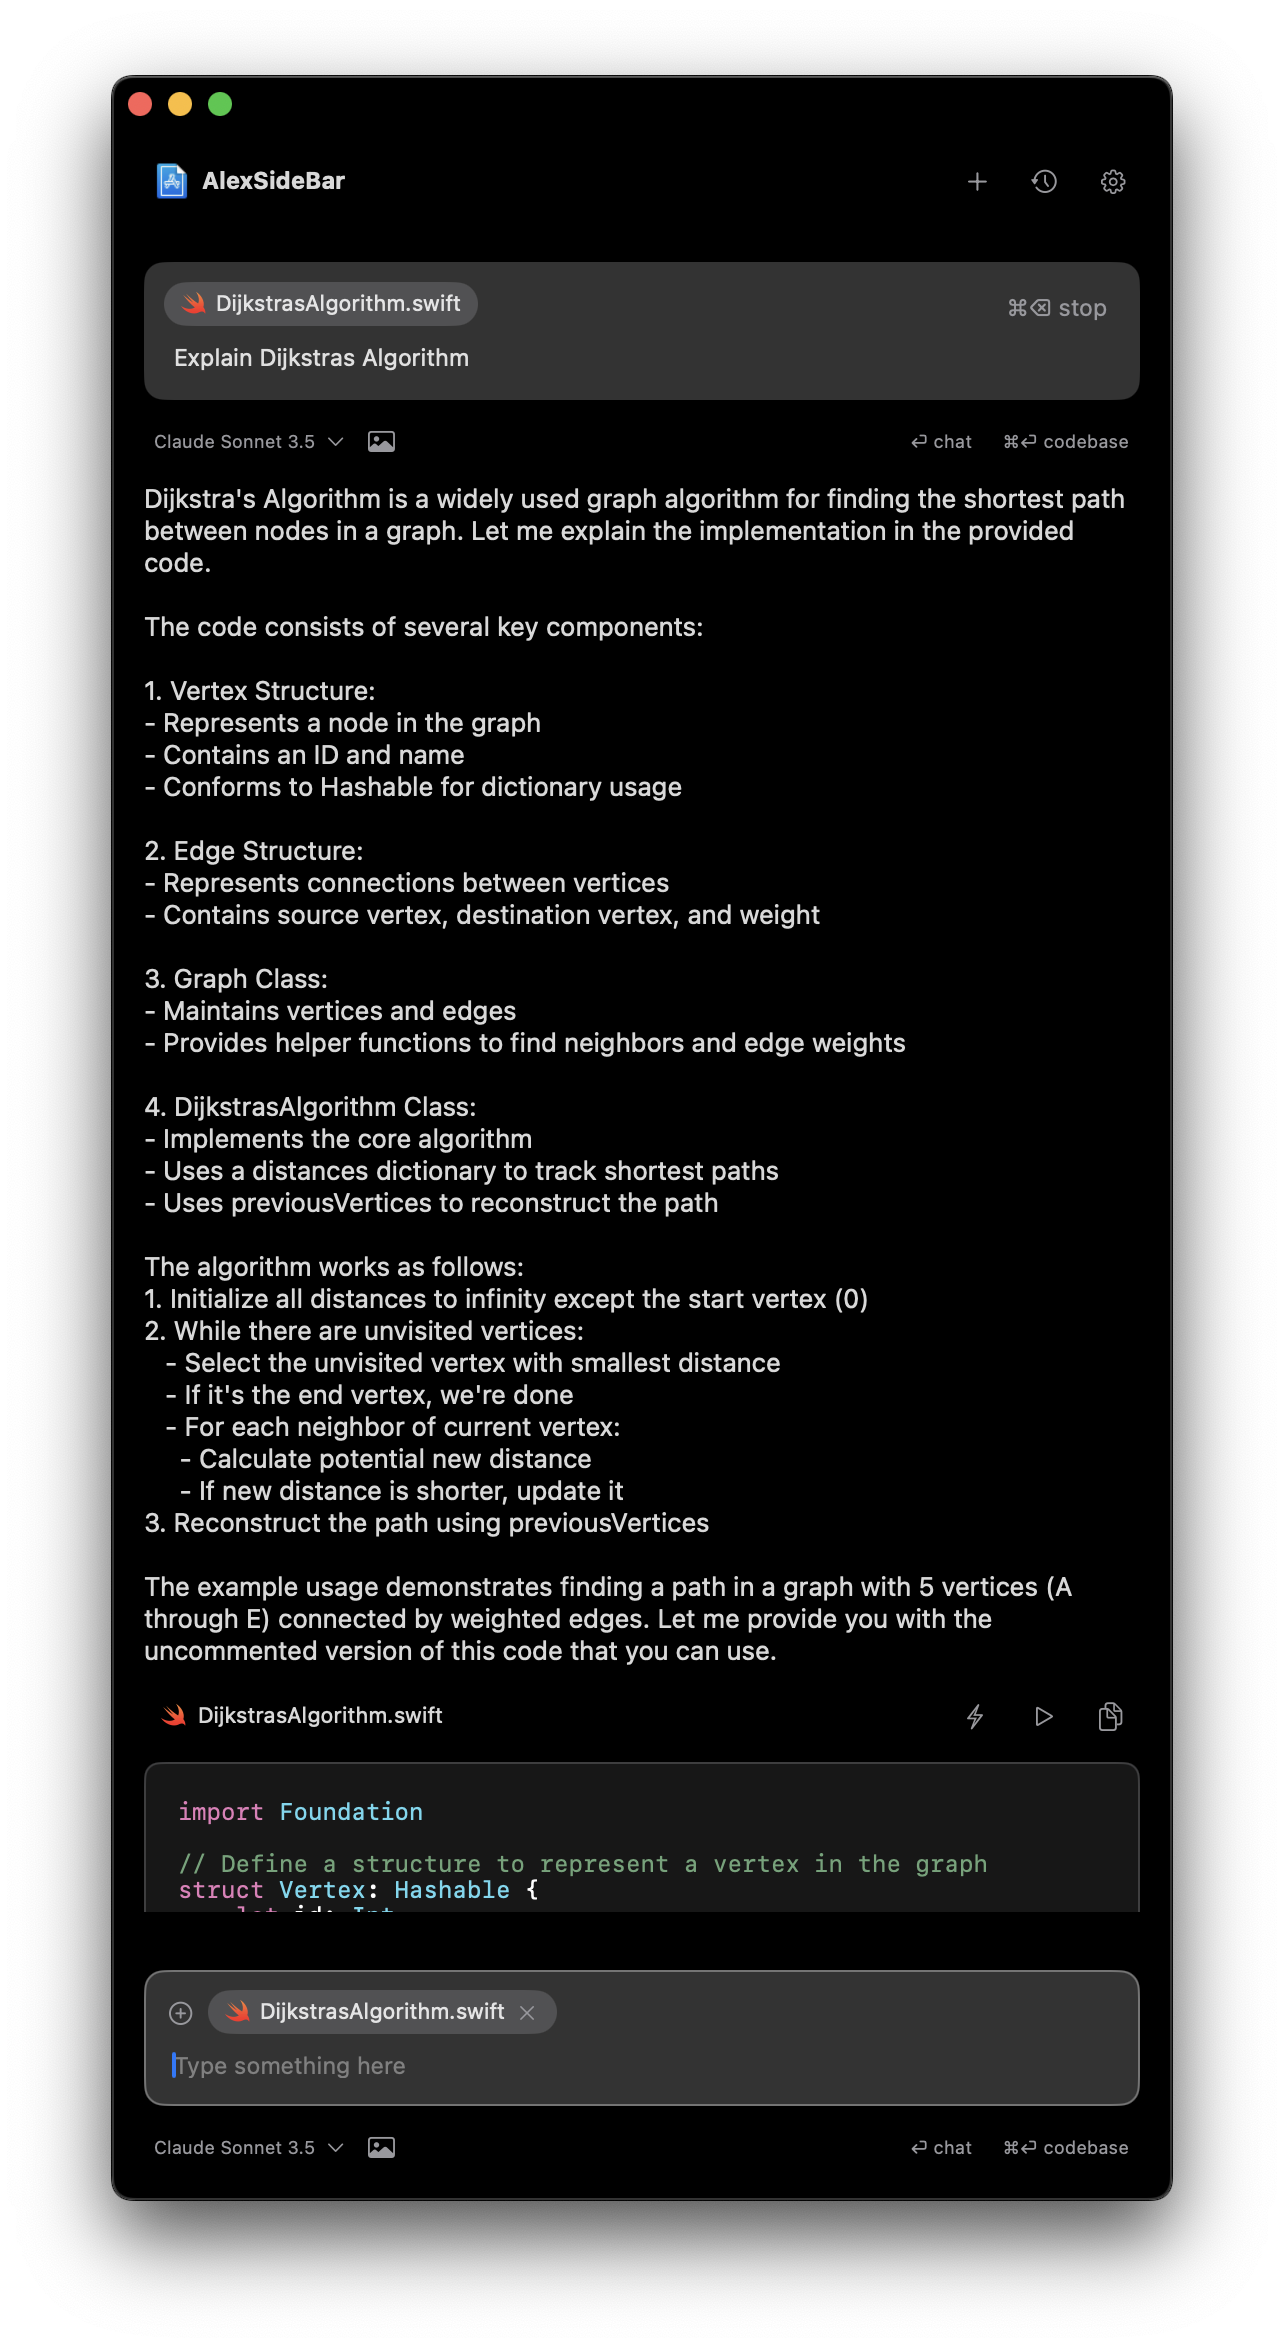 AlexSideBar
DijkstrasAlgorithm.swift
⌘⌫ stop
Explain Dijkstras Algorithm
Claude Sonnet 3.5
⏎ chat
⌘⏎ codebase
Dijkstra's Algorithm is a widely used graph algorithm for finding the shortest path
between nodes in a graph. Let me explain the implementation in the provided
code.
The code consists of several key components:
1. Vertex Structure:
- Represents a node in the graph
- Contains an ID and name
- Conforms to Hashable for dictionary usage
2. Edge Structure:
- Represents connections between vertices
- Contains source vertex, destination vertex, and weight
3. Graph Class:
- Maintains vertices and edges
- Provides helper functions to find neighbors and edge weights
4. DijkstrasAlgorithm Class:
- Implements the core algorithm
- Uses a distances dictionary to track shortest paths
- Uses previousVertices to reconstruct the path
The algorithm works as follows:
1. Initialize all distances to infinity except the start vertex (0)
2. While there are unvisited vertices:
- Select the unvisited vertex with smallest distance
- If it's the end vertex, we're done
- For each neighbor of current vertex:
- Calculate potential new distance
- If new distance is shorter, update it
3. Reconstruct the path using previousVertices
The example usage demonstrates finding a path in a graph with 5 vertices (A
through E) connected by weighted edges. Let me provide you with the
uncommented version of this code that you can use.
DijkstrasAlgorithm.swift
import Foundation
// Define a structure to represent a vertex in the graph
struct Vertex: Hashable {
let id: Int
DijkstrasAlgorithm.swift
Type something here
Claude Sonnet 3.5
⏎ chat
⌘⏎ codebase